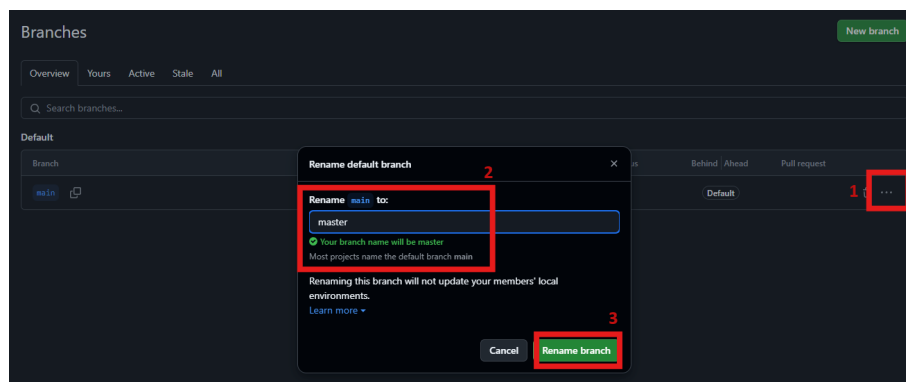 Branches
New branch
Overview Yours Active Stale All
Search branches...
Default
Branch Behind Ahead Pull request
main Default 1
Rename default branch
2
Rename main to:
master
Your branch name will be master
Most projects name the default branch main
Renaming this branch will not update your members' local
environments.
Learn more
3
Cancel Rename branch